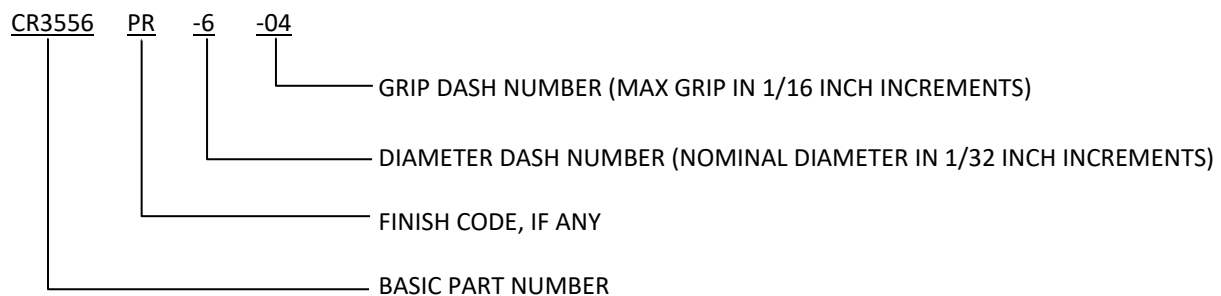 CR3556 PR -6 -04
GRIP DASH NUMBER (MAX GRIP IN 1/16 INCH INCREMENTS)
DIAMETER DASH NUMBER (NOMINAL DIAMETER IN 1/32 INCH INCREMENTS)
FINISH CODE, IF ANY
BASIC PART NUMBER